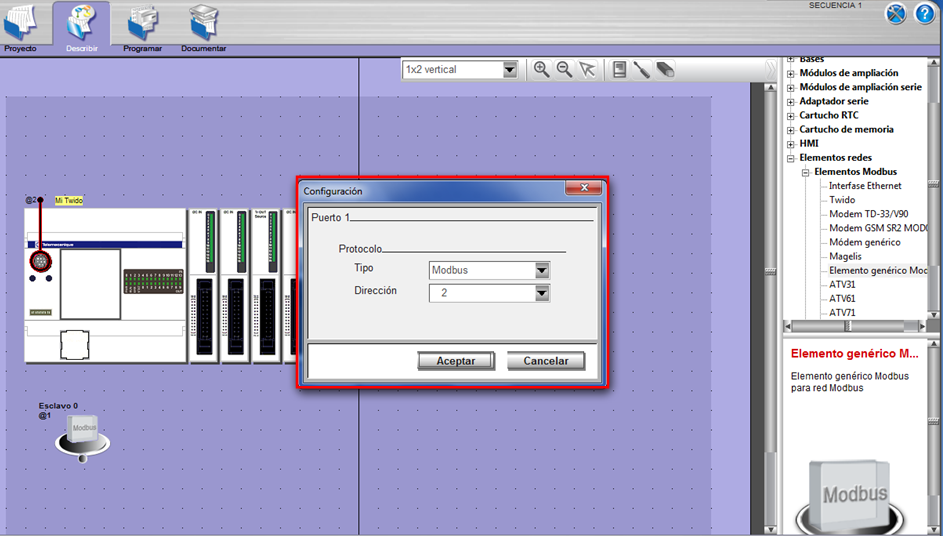 SECUENCIA 1
Proyecto
Describir
Programar
Documentar
1x2 vertical
Bases
Módulos de ampliación
Módulos de ampliación serie
Adaptador serie
Cartucho RTC
Cartucho de memoria
HMI
Elementos redes
Elementos Modbus
Interfase Ethernet
Twido
Modem TD-33/V90
Modem GSM SR2 MOD
Módem genérico
Magelis
Elemento genérico Mod
ATV31
ATV61
ATV71
@2
Mi Twido
Telemecanique
Configuración
Puerto 1
Protocolo
Tipo
Modbus
Dirección
2
Aceptar
Cancelar
Esclavo 0
@1
Modbus
Elemento genérico M...
Elemento genérico Modbus
para red Modbus
Modbus